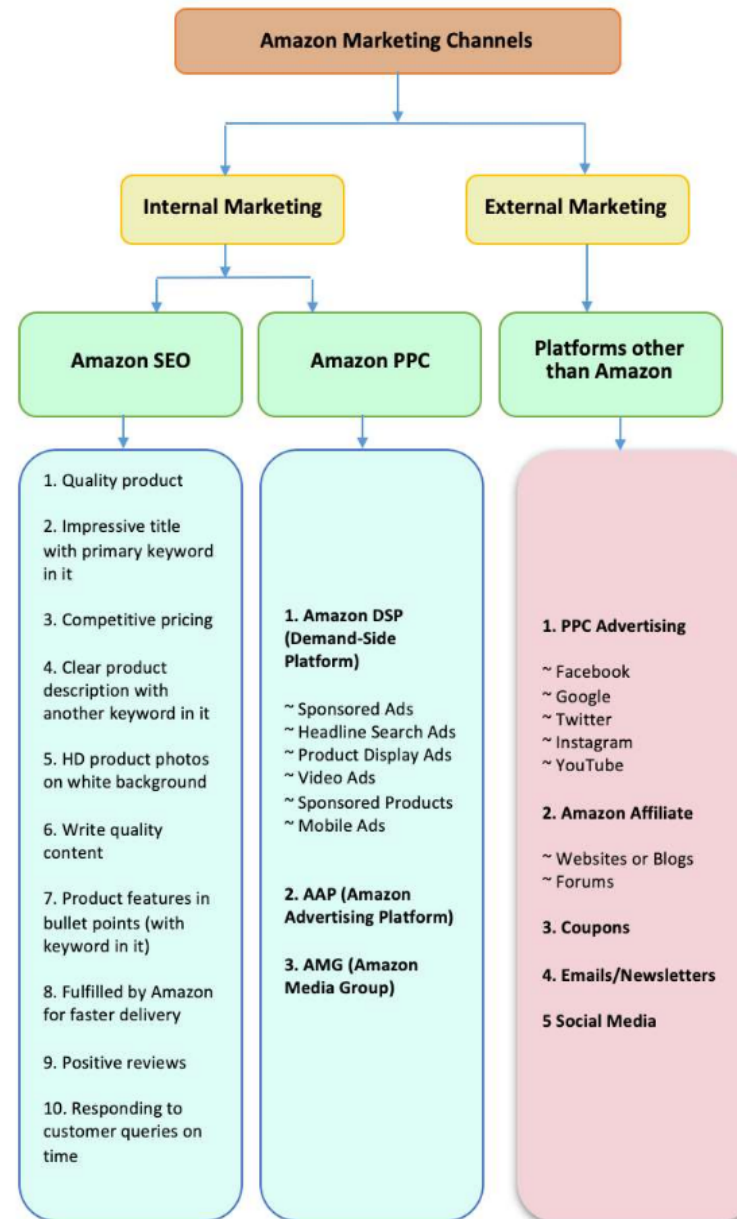 Amazon Marketing Channels
Internal Marketing
External Marketing
Amazon SEO
Amazon PPC
Platforms other
than Amazon
1. Quality product
2. Impressive title
with primary keyword
in it
3. Competitive pricing
4. Clear product
description with
another keyword in it
5. HD product photos
on white background
6. Write quality
content
7. Product features in
bullet points (with
keyword in it)
8. Fulfilled by Amazon
for faster delivery
9. Positive reviews
10. Responding to
customer queries on
time
1. Amazon DSP
(Demand-Side
Platform)
~ Sponsored Ads
~ Headline Search Ads
~ Product Display Ads
~ Video Ads
~ Sponsored Products
~ Mobile Ads
2. AAP (Amazon
Advertising Platform)
3. AMG (Amazon
Media Group)
1. PPC Advertising
~ Facebook
~ Google
~ Twitter
~ Instagram
~ YouTube
2. Amazon Affiliate
~ Websites or Blogs
~ Forums
3. Coupons
4. Emails/Newsletters
5 Social Media